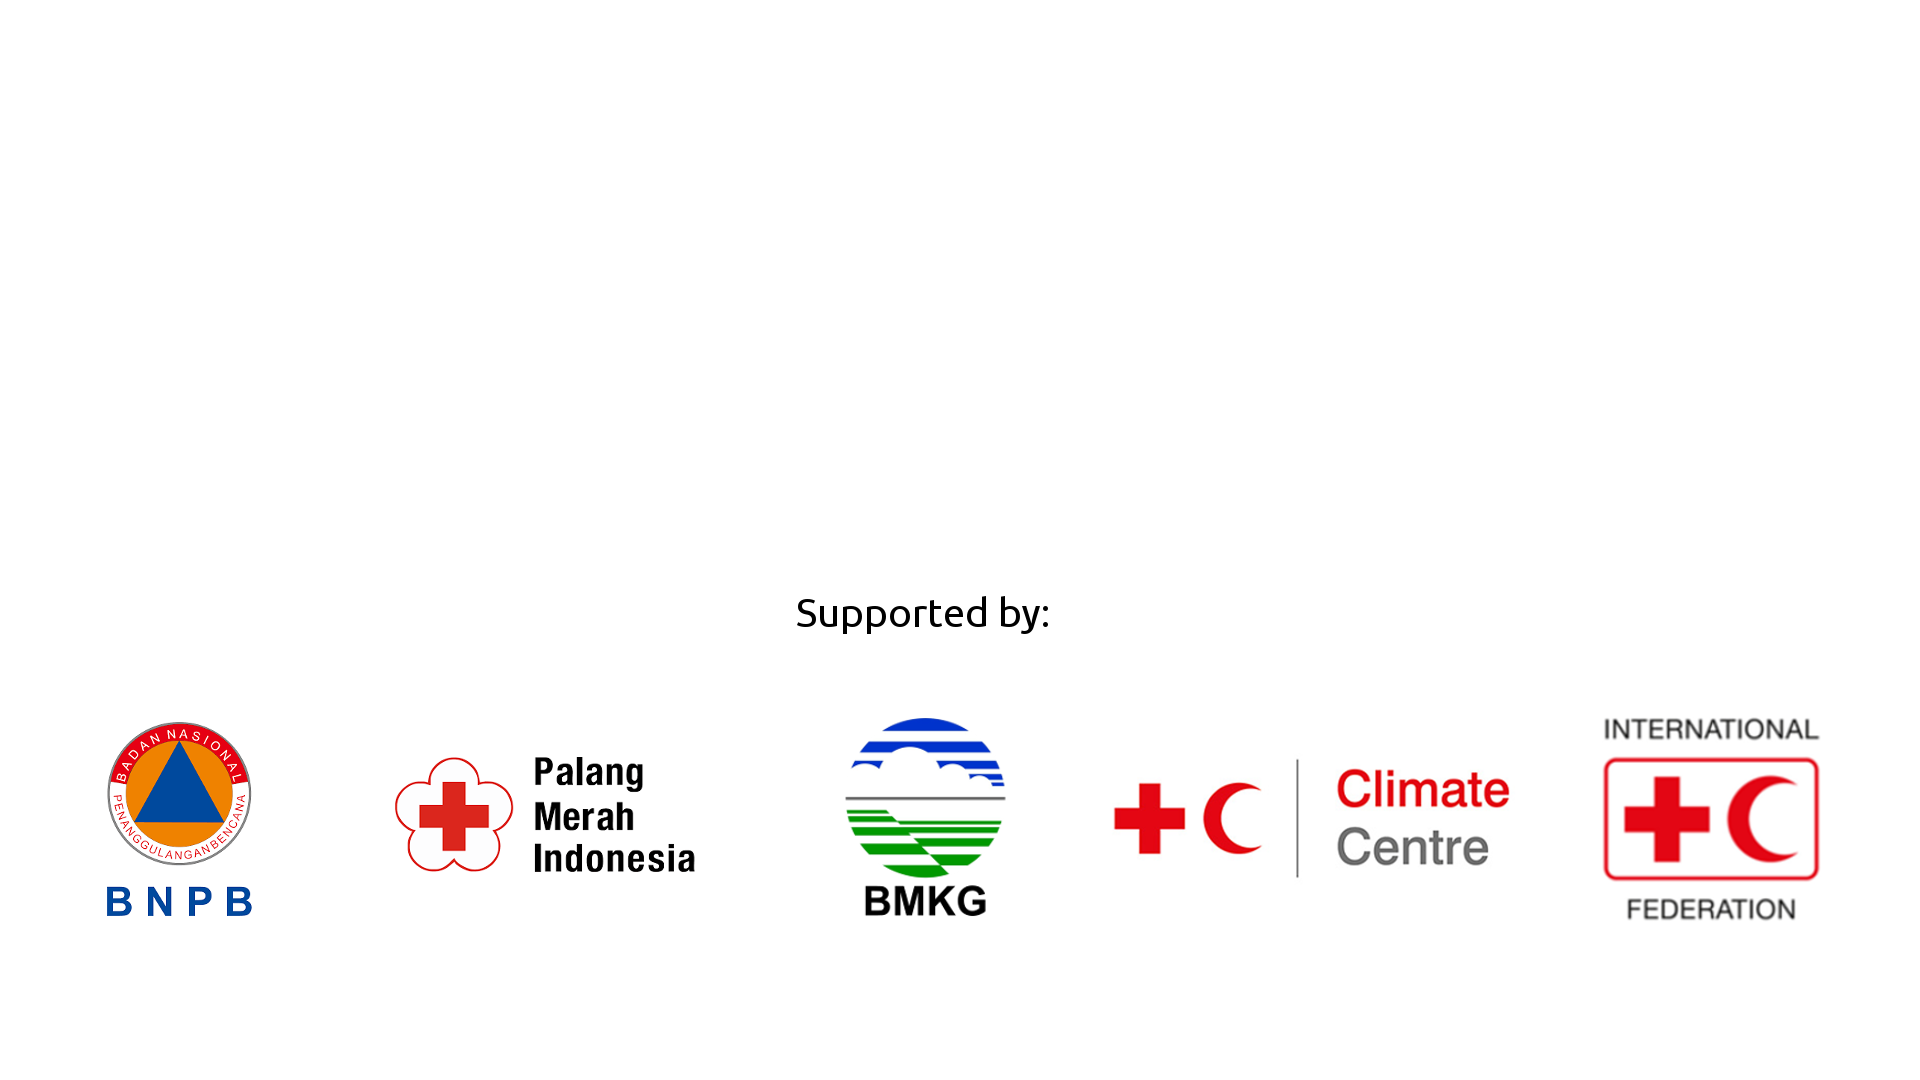 Supported by:
BADAN NASIONAL
PENANGGULANGAN BENCANA
BNPB
Palang
Merah
Indonesia
BMKG
Climate
Centre
INTERNATIONAL
FEDERATION